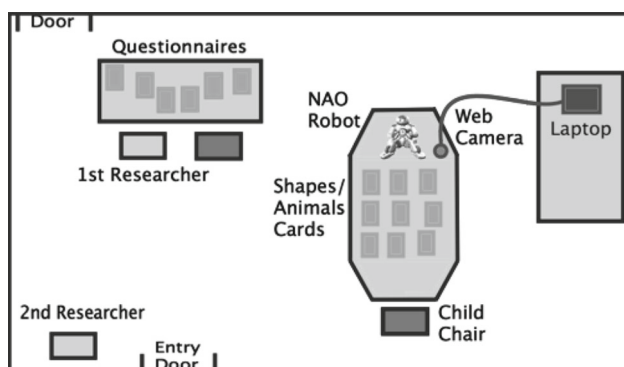 Door
Questionnaires
NAO
Robot
Web
Camera
Laptop
1st Researcher
Shapes/
Animals
Cards
2nd Researcher
Child
Chair
Entry
Door